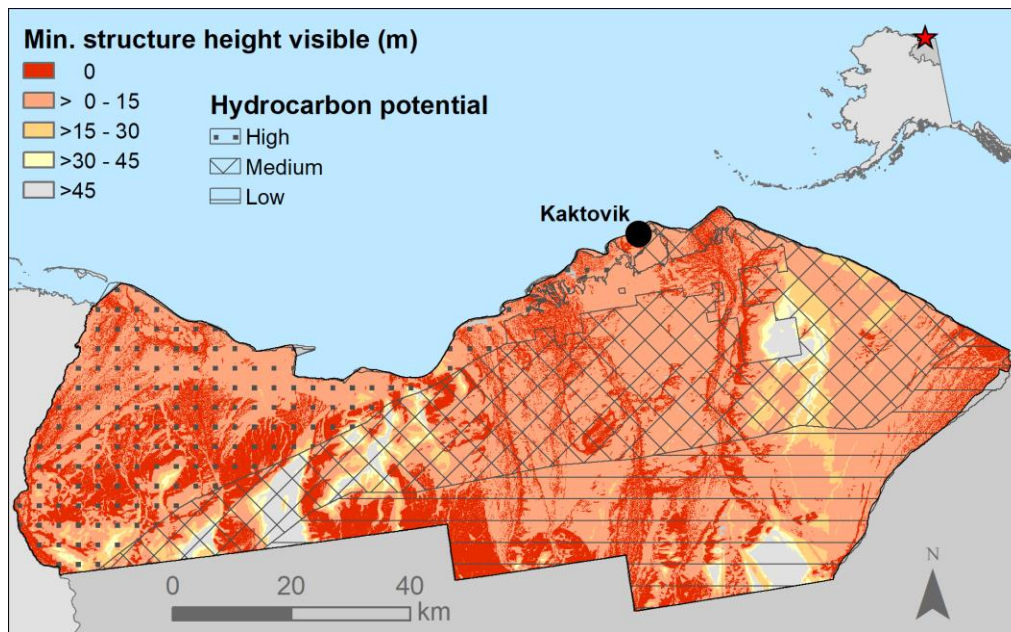 Min. structure height visible (m)
0
> 0 - 15
>15 - 30
>30 - 45
>45
Hydrocarbon potential
High
Medium
Low
Kaktovik
0 20 40
km
N